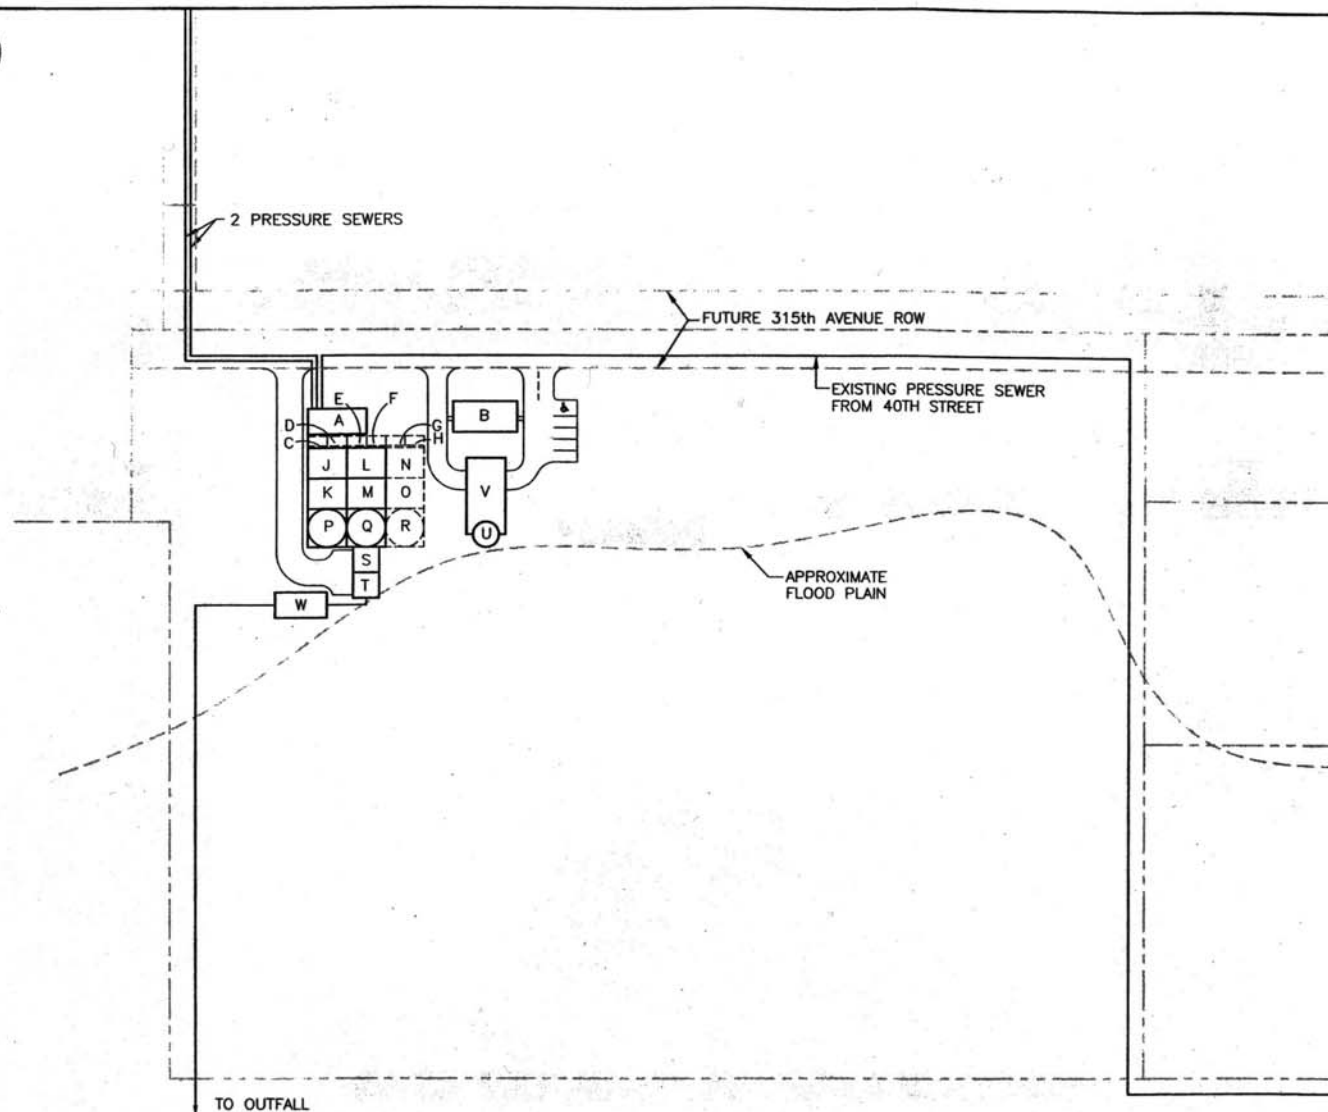 2 PRESSURE SEWERS
FUTURE 315th AVENUE ROW
EXISTING PRESSURE SEWER
FROM 40TH STREET
E F
A
B
D
G
C
H
J L N
K M O
V
P Q R
U
S
T
APPROXIMATE
FLOOD PLAIN
W
TO OUTFALL